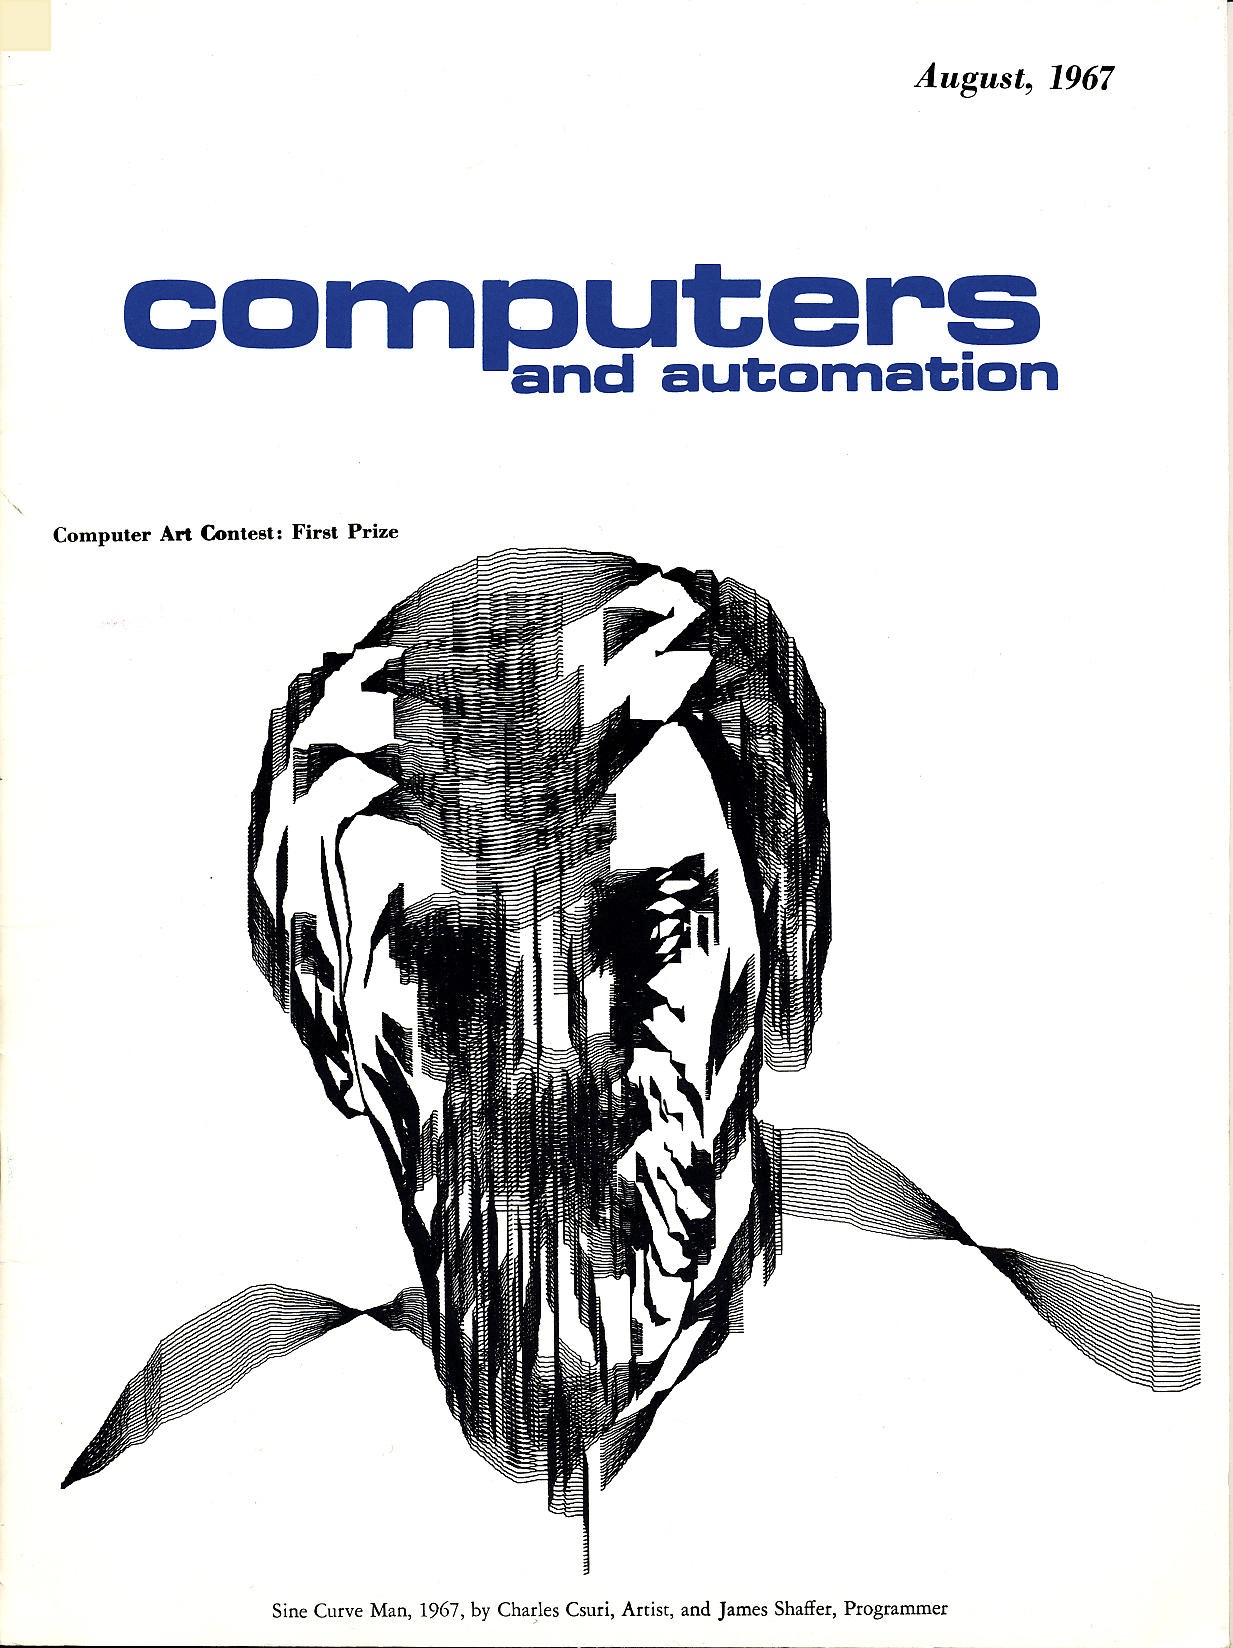 August, 1967
computers
and automation
Computer Art Contest: First Prize
Sine Curve Man, 1967, by Charles Csuri, Artist, and James Shaffer, Programmer